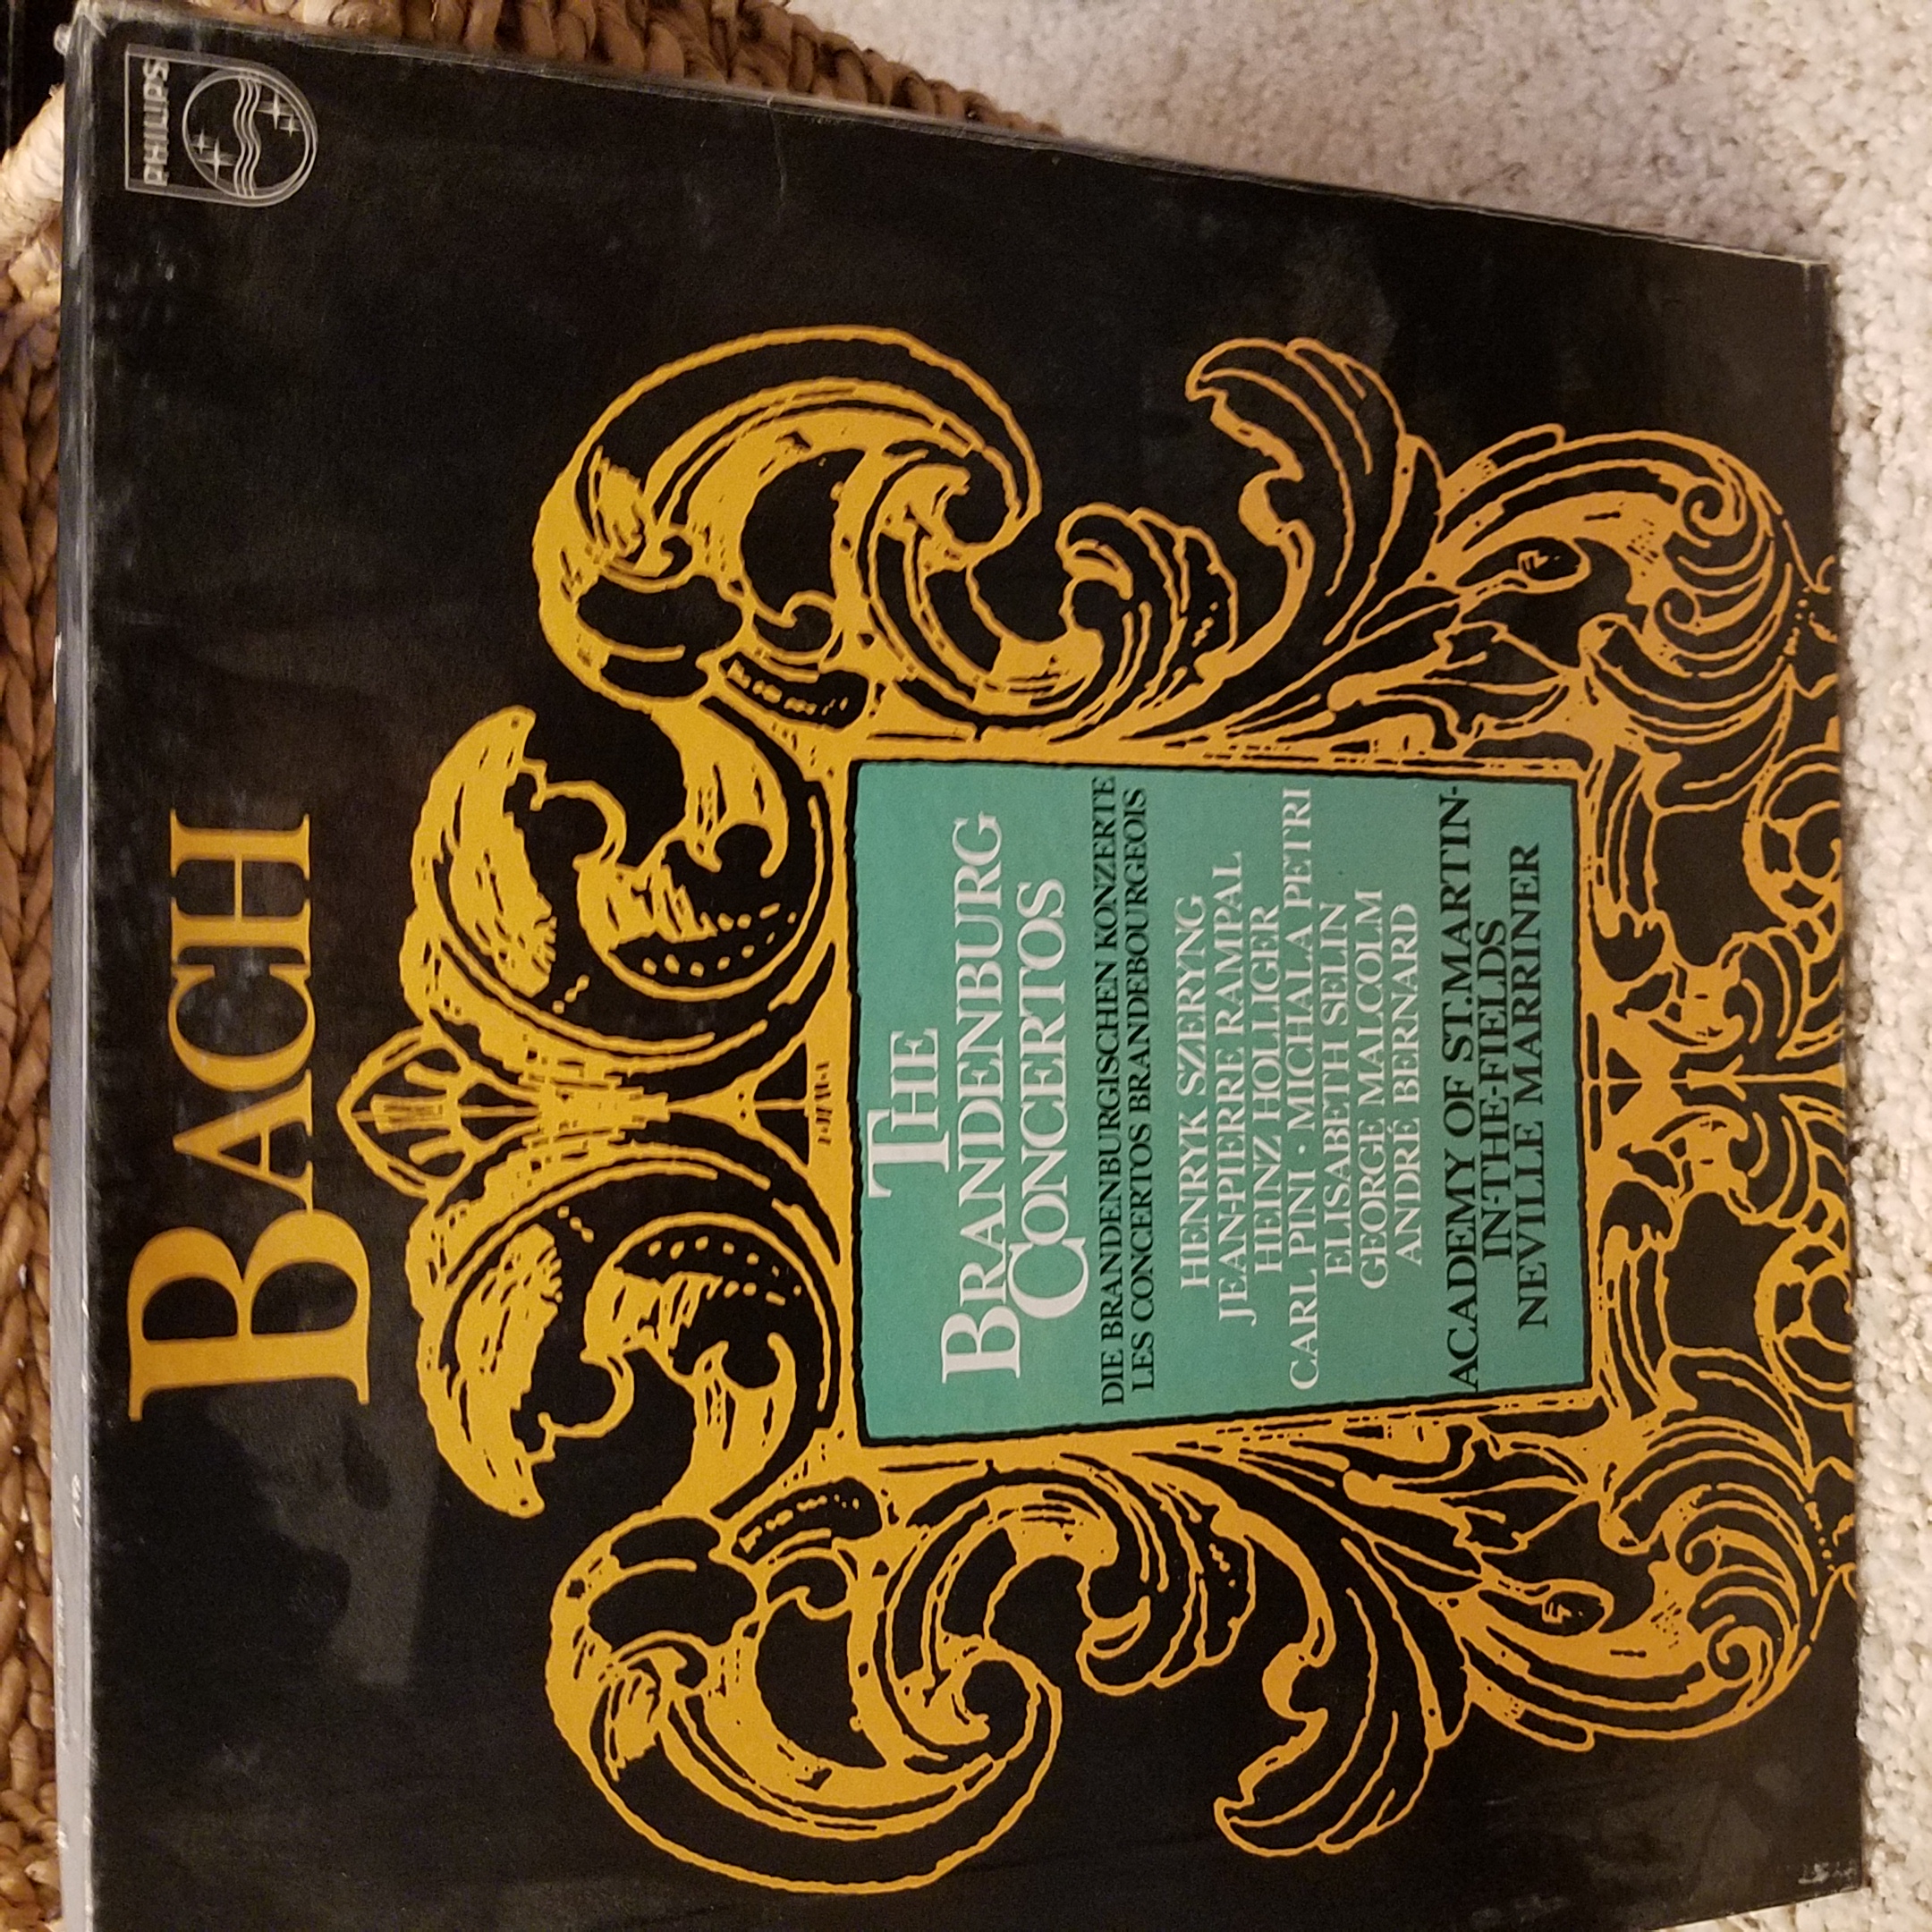 PHILIPS
BACH
THE
BRANDENBURG
CONCERTOS
DIE BRANDENBURGISCHEN KONZERTE
LES CONCERTOS BRANDEBOURGEOIS
HENRYK SZERYNG
JEAN-PIERRE RAMPAL
HEINZ HOLLIGER
CARL PINI · MICHALA PETRI
ELISABETH SELIN
GEORGE MALCOLM
ANDRÉ BERNARD
ACADEMY OF ST.MARTIN-
IN-THE-FIELDS
NEVILLE MARRINER